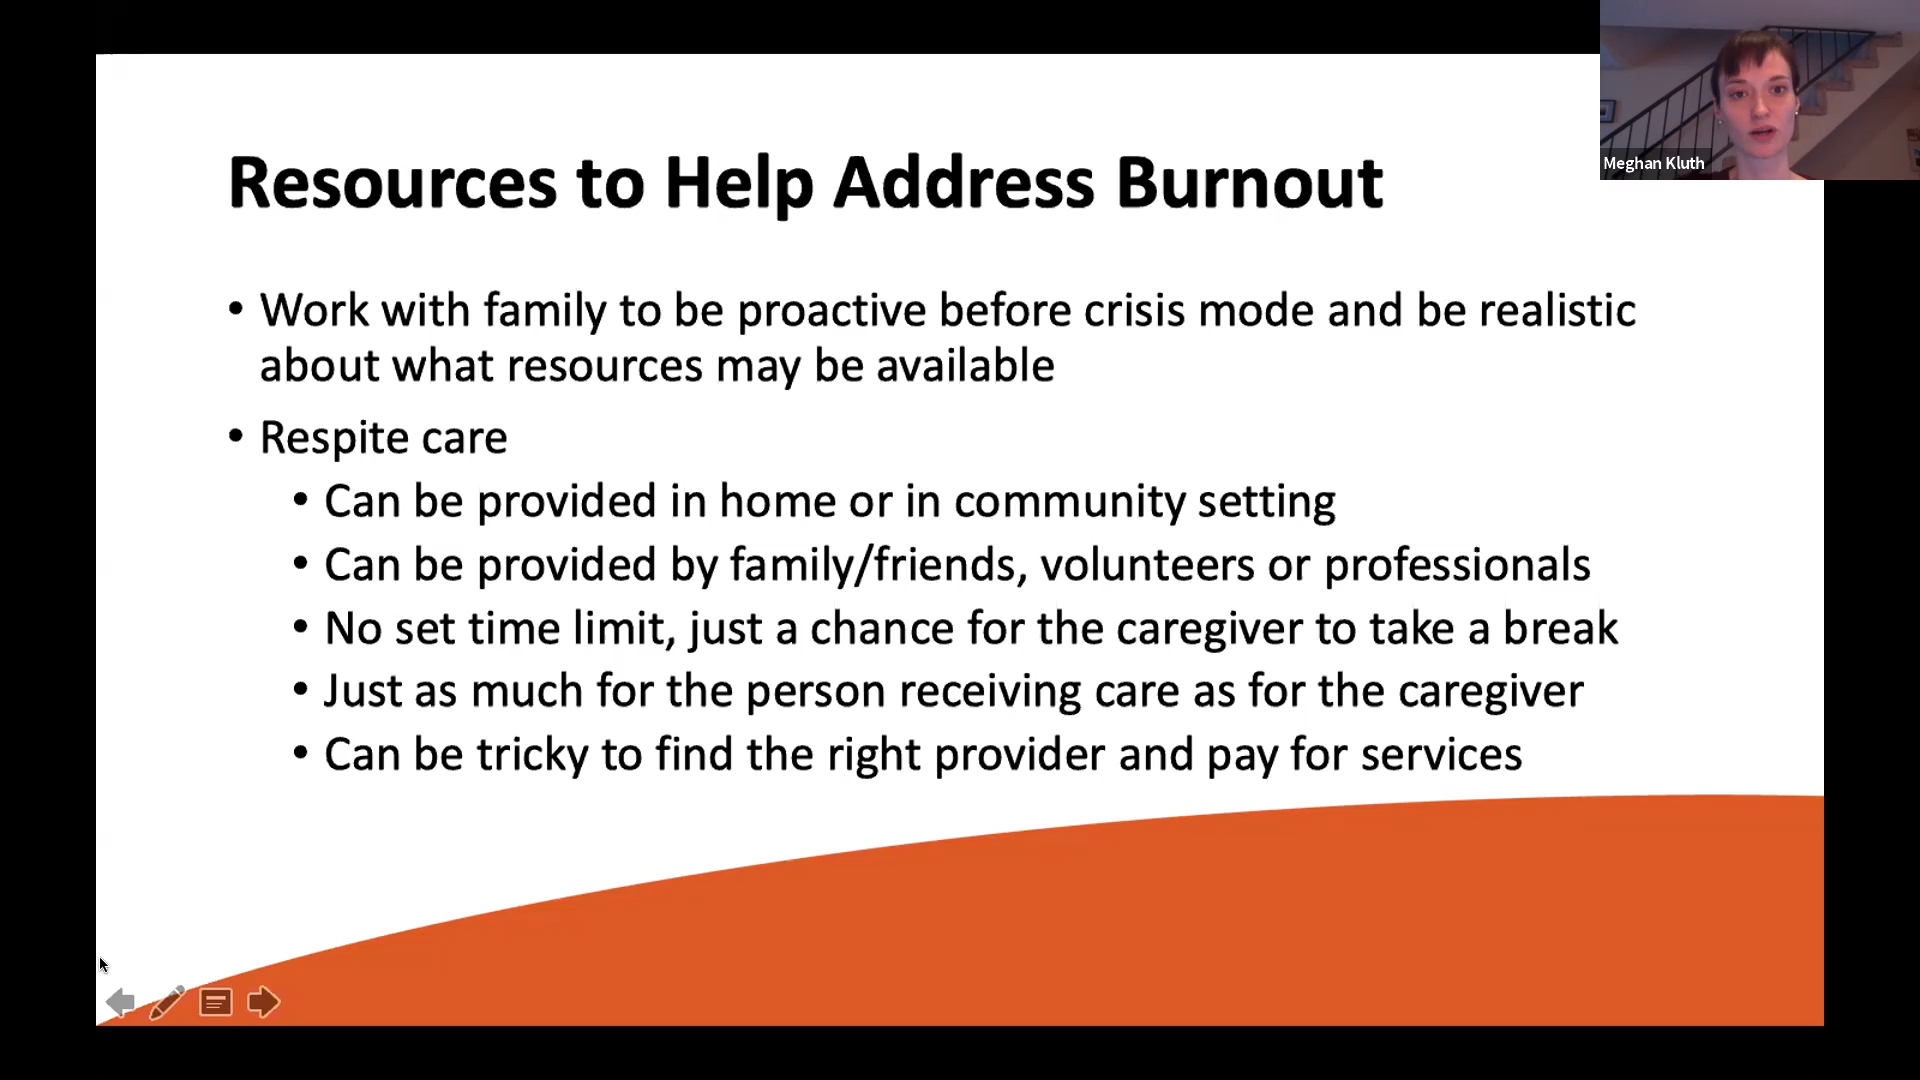 Resources to Help Address Burnout
Meghan Kluth
• Work with family to be proactive before crisis mode and be realistic
about what resources may be available
• Respite care
• Can be provided in home or in community setting
• Can be provided by family/friends, volunteers or professionals
• No set time limit, just a chance for the caregiver to take a break
• Just as much for the person receiving care as for the caregiver
• Can be tricky to find the right provider and pay for services